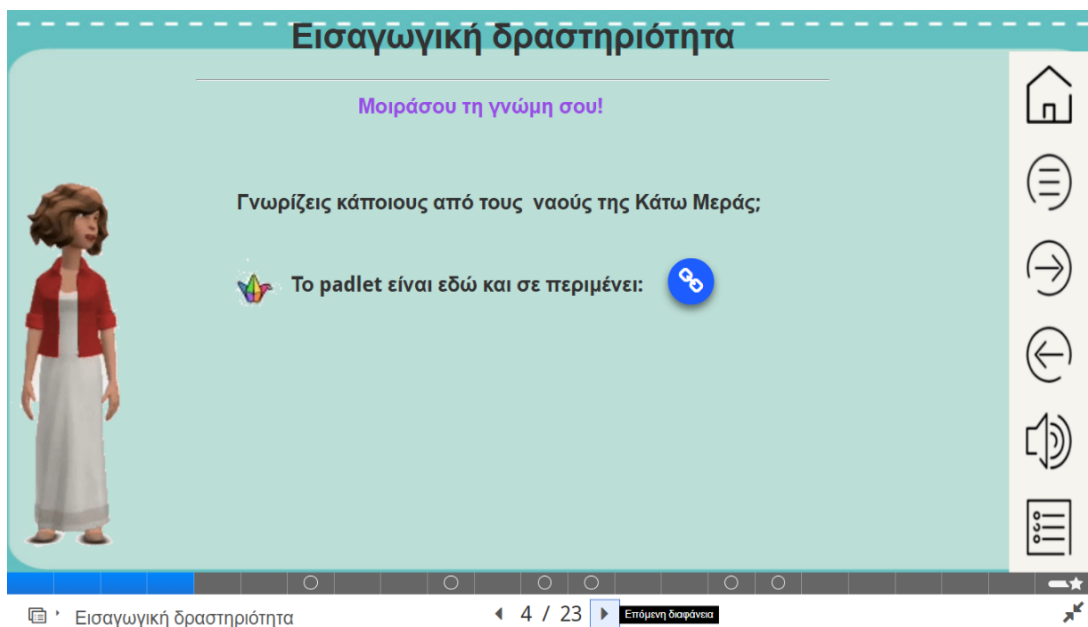 Εισαγωγική δραστηριότητα
Μοιράσου τη γνώμη σου!
Γνωρίζεις κάποιους από τους ναούς της Κάτω Μεράς;
Το padlet είναι εδώ και σε περιμένει:
Εισαγωγική δραστηριότητα
4 / 23
Επόμενη διαφάνεια